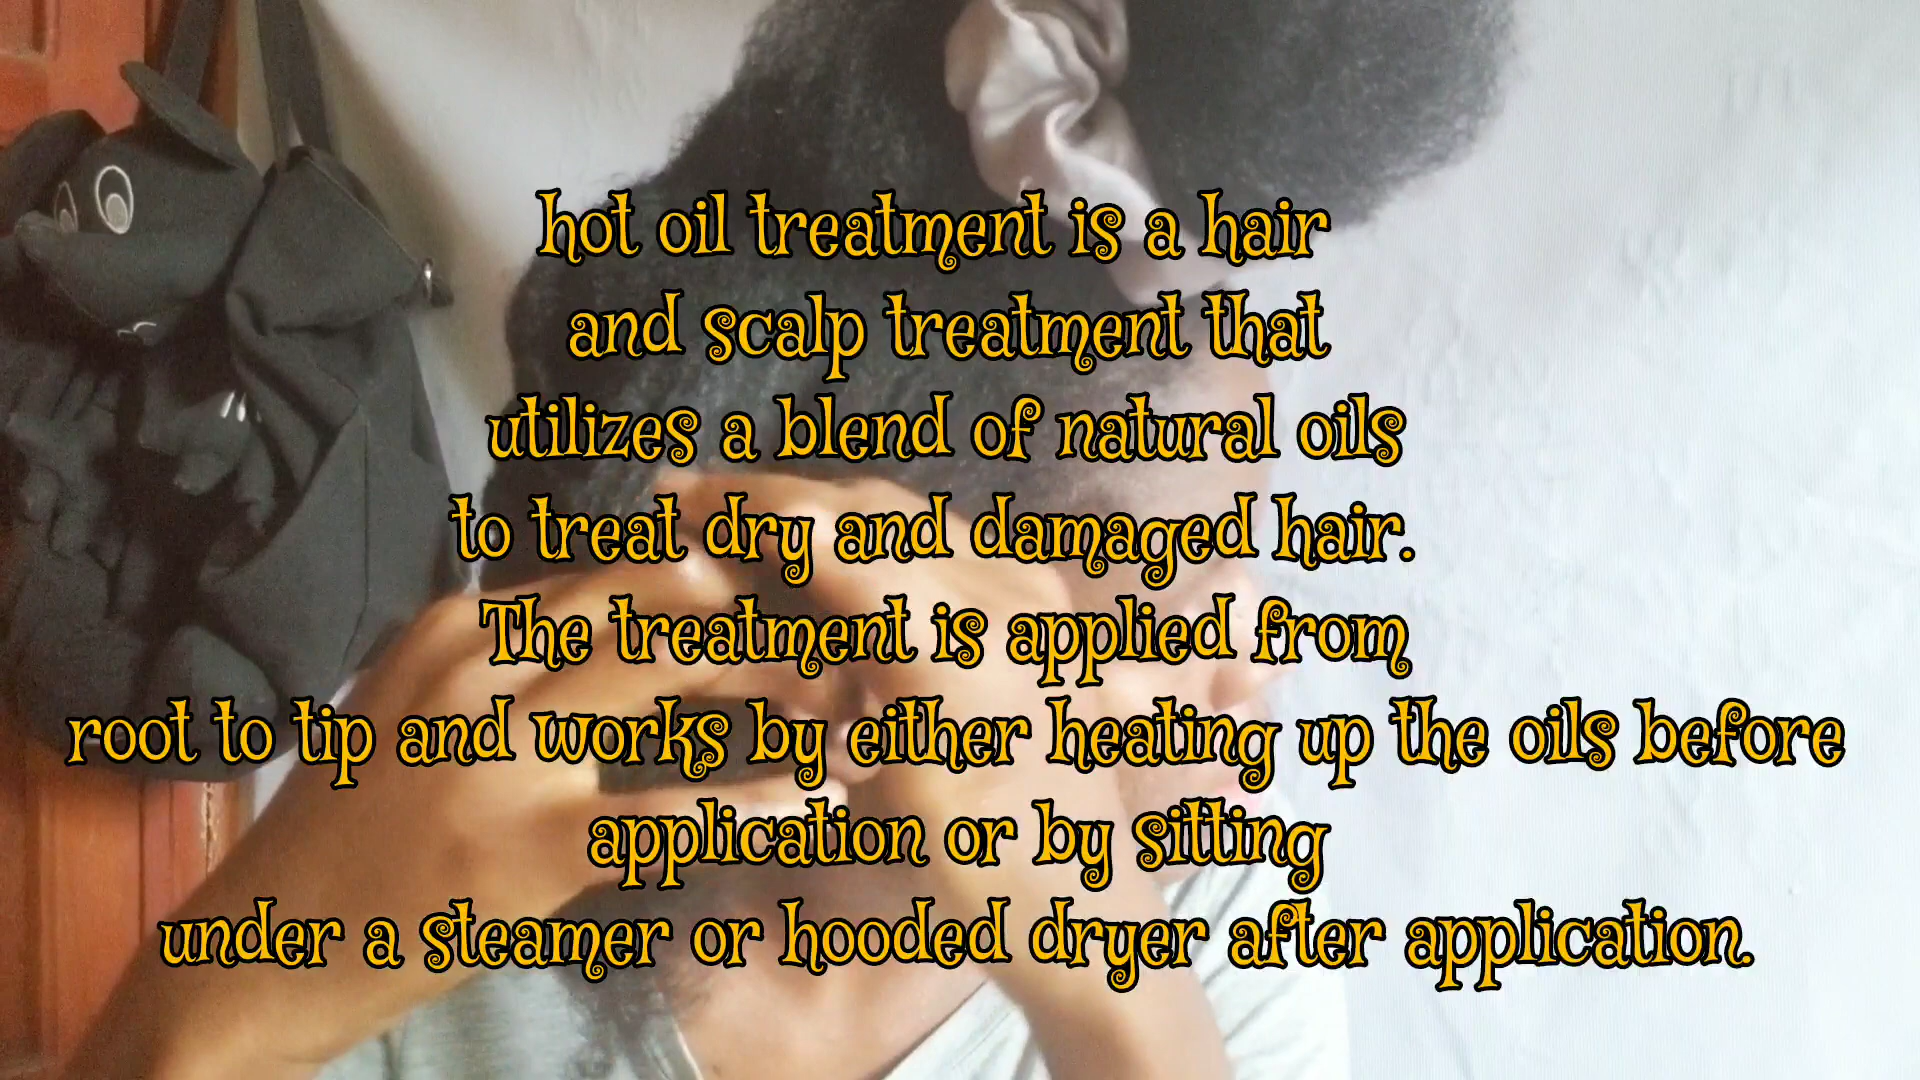 hot oil treatment is a hair
and scalp treatment that
utilizes a blend of natural oils
to treat dry and damaged hair.
The treatment is applied from
root to tip and works by either heating up the oils before
application or by sitting
under a steamer or hooded dryer after application.